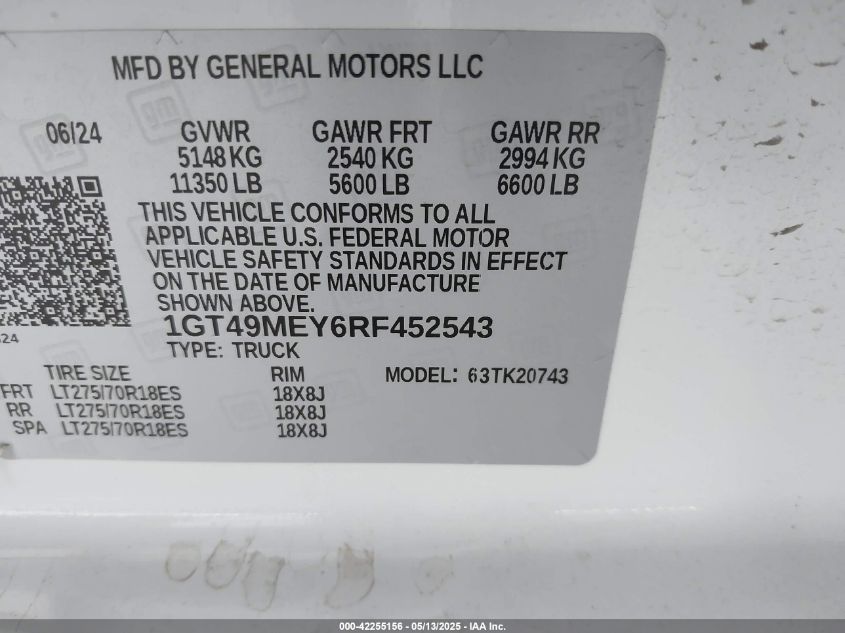 MFD BY GENERAL MOTORS LLC
06/24 GVWR GAWR FRT GAWR RR
5148 KG 2540 KG 2994 KG
11350 LB 5600 LB 6600 LB
THIS VEHICLE CONFORMS TO ALL
APPLICABLE U.S. FEDERAL MOTOR
VEHICLE SAFETY STANDARDS IN EFFECT
ON THE DATE OF MANUFACTURE
SHOWN ABOVE.
1GT49MEY6RF452543
TYPE: TRUCK
TIRE SIZE RIM MODEL: 63TK20743
FRT LT275/70R18ES 18X8J
RR LT275/70R18ES 18X8J
SPA LT275/70R18ES 18X8J
000-42255156 - 05/13/2025 - IAA Inc.